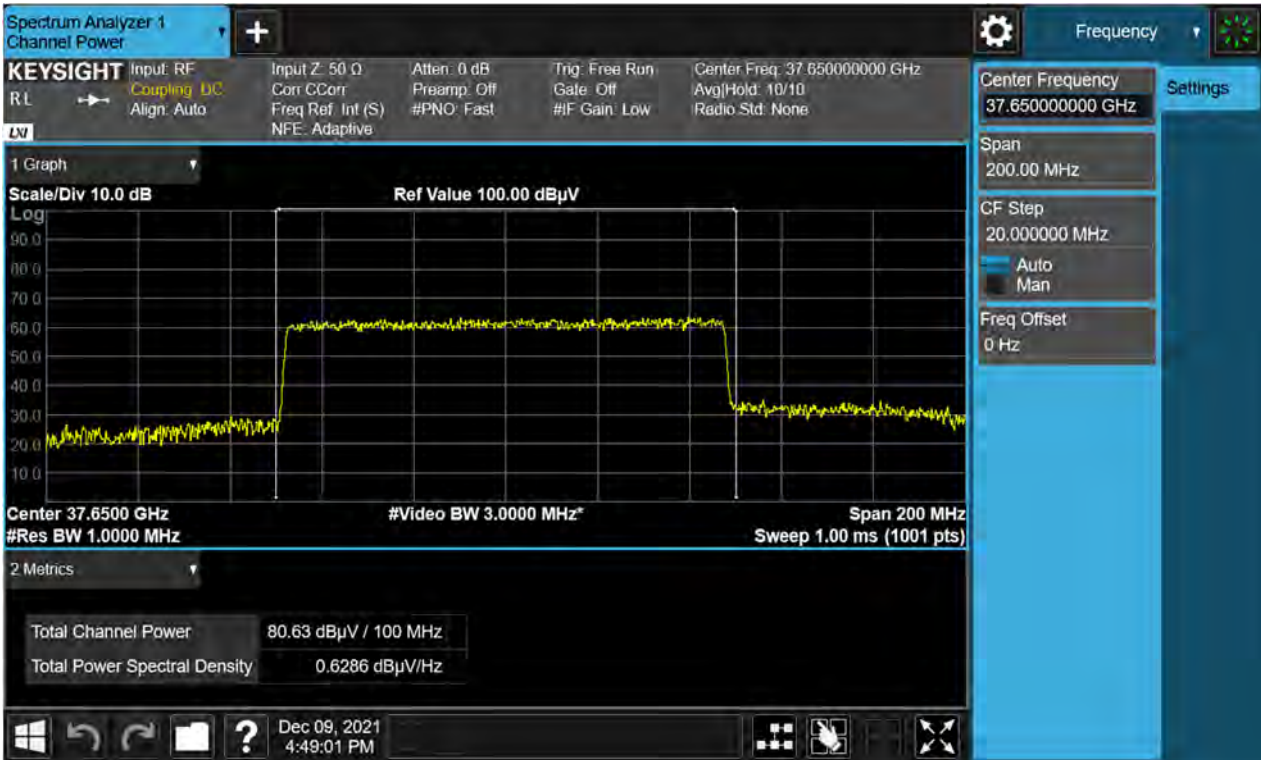 Spectrum Analyzer 1
Channel Power
Frequency
KEYSIGHT
RL
LXI
Input: RF
Coupling: DC
Align: Auto
Input Z: 50 Ω
Corr CCorr
Freq Ref: Int (S)
NFE: Adaptive
Atten: 0 dB
Preamp: Off
#PNO: Fast
Trig: Free Run
Gate: Off
#IF Gain: Low
Center Freq: 37.650000000 GHz
Avg|Hold: 10/10
Radio Std: None
Center Frequency
37.650000000 GHz
Settings
Span
200.00 MHz
CF Step
20.000000 MHz
Auto
Man
Freq Offset
0 Hz
1 Graph
Scale/Div 10.0 dB
Ref Value 100.00 dBµV
Log
90.0
80.0
70.0
60.0
50.0
40.0
30.0
20.0
10.0
Center 37.6500 GHz
#Video BW 3.0000 MHz*
Span 200 MHz
#Res BW 1.0000 MHz
Sweep 1.00 ms (1001 pts)
2 Metrics
Total Channel Power
80.63 dBµV / 100 MHz
Total Power Spectral Density
0.6286 dBµV/Hz
?
Dec 09, 2021
4:49:01 PM